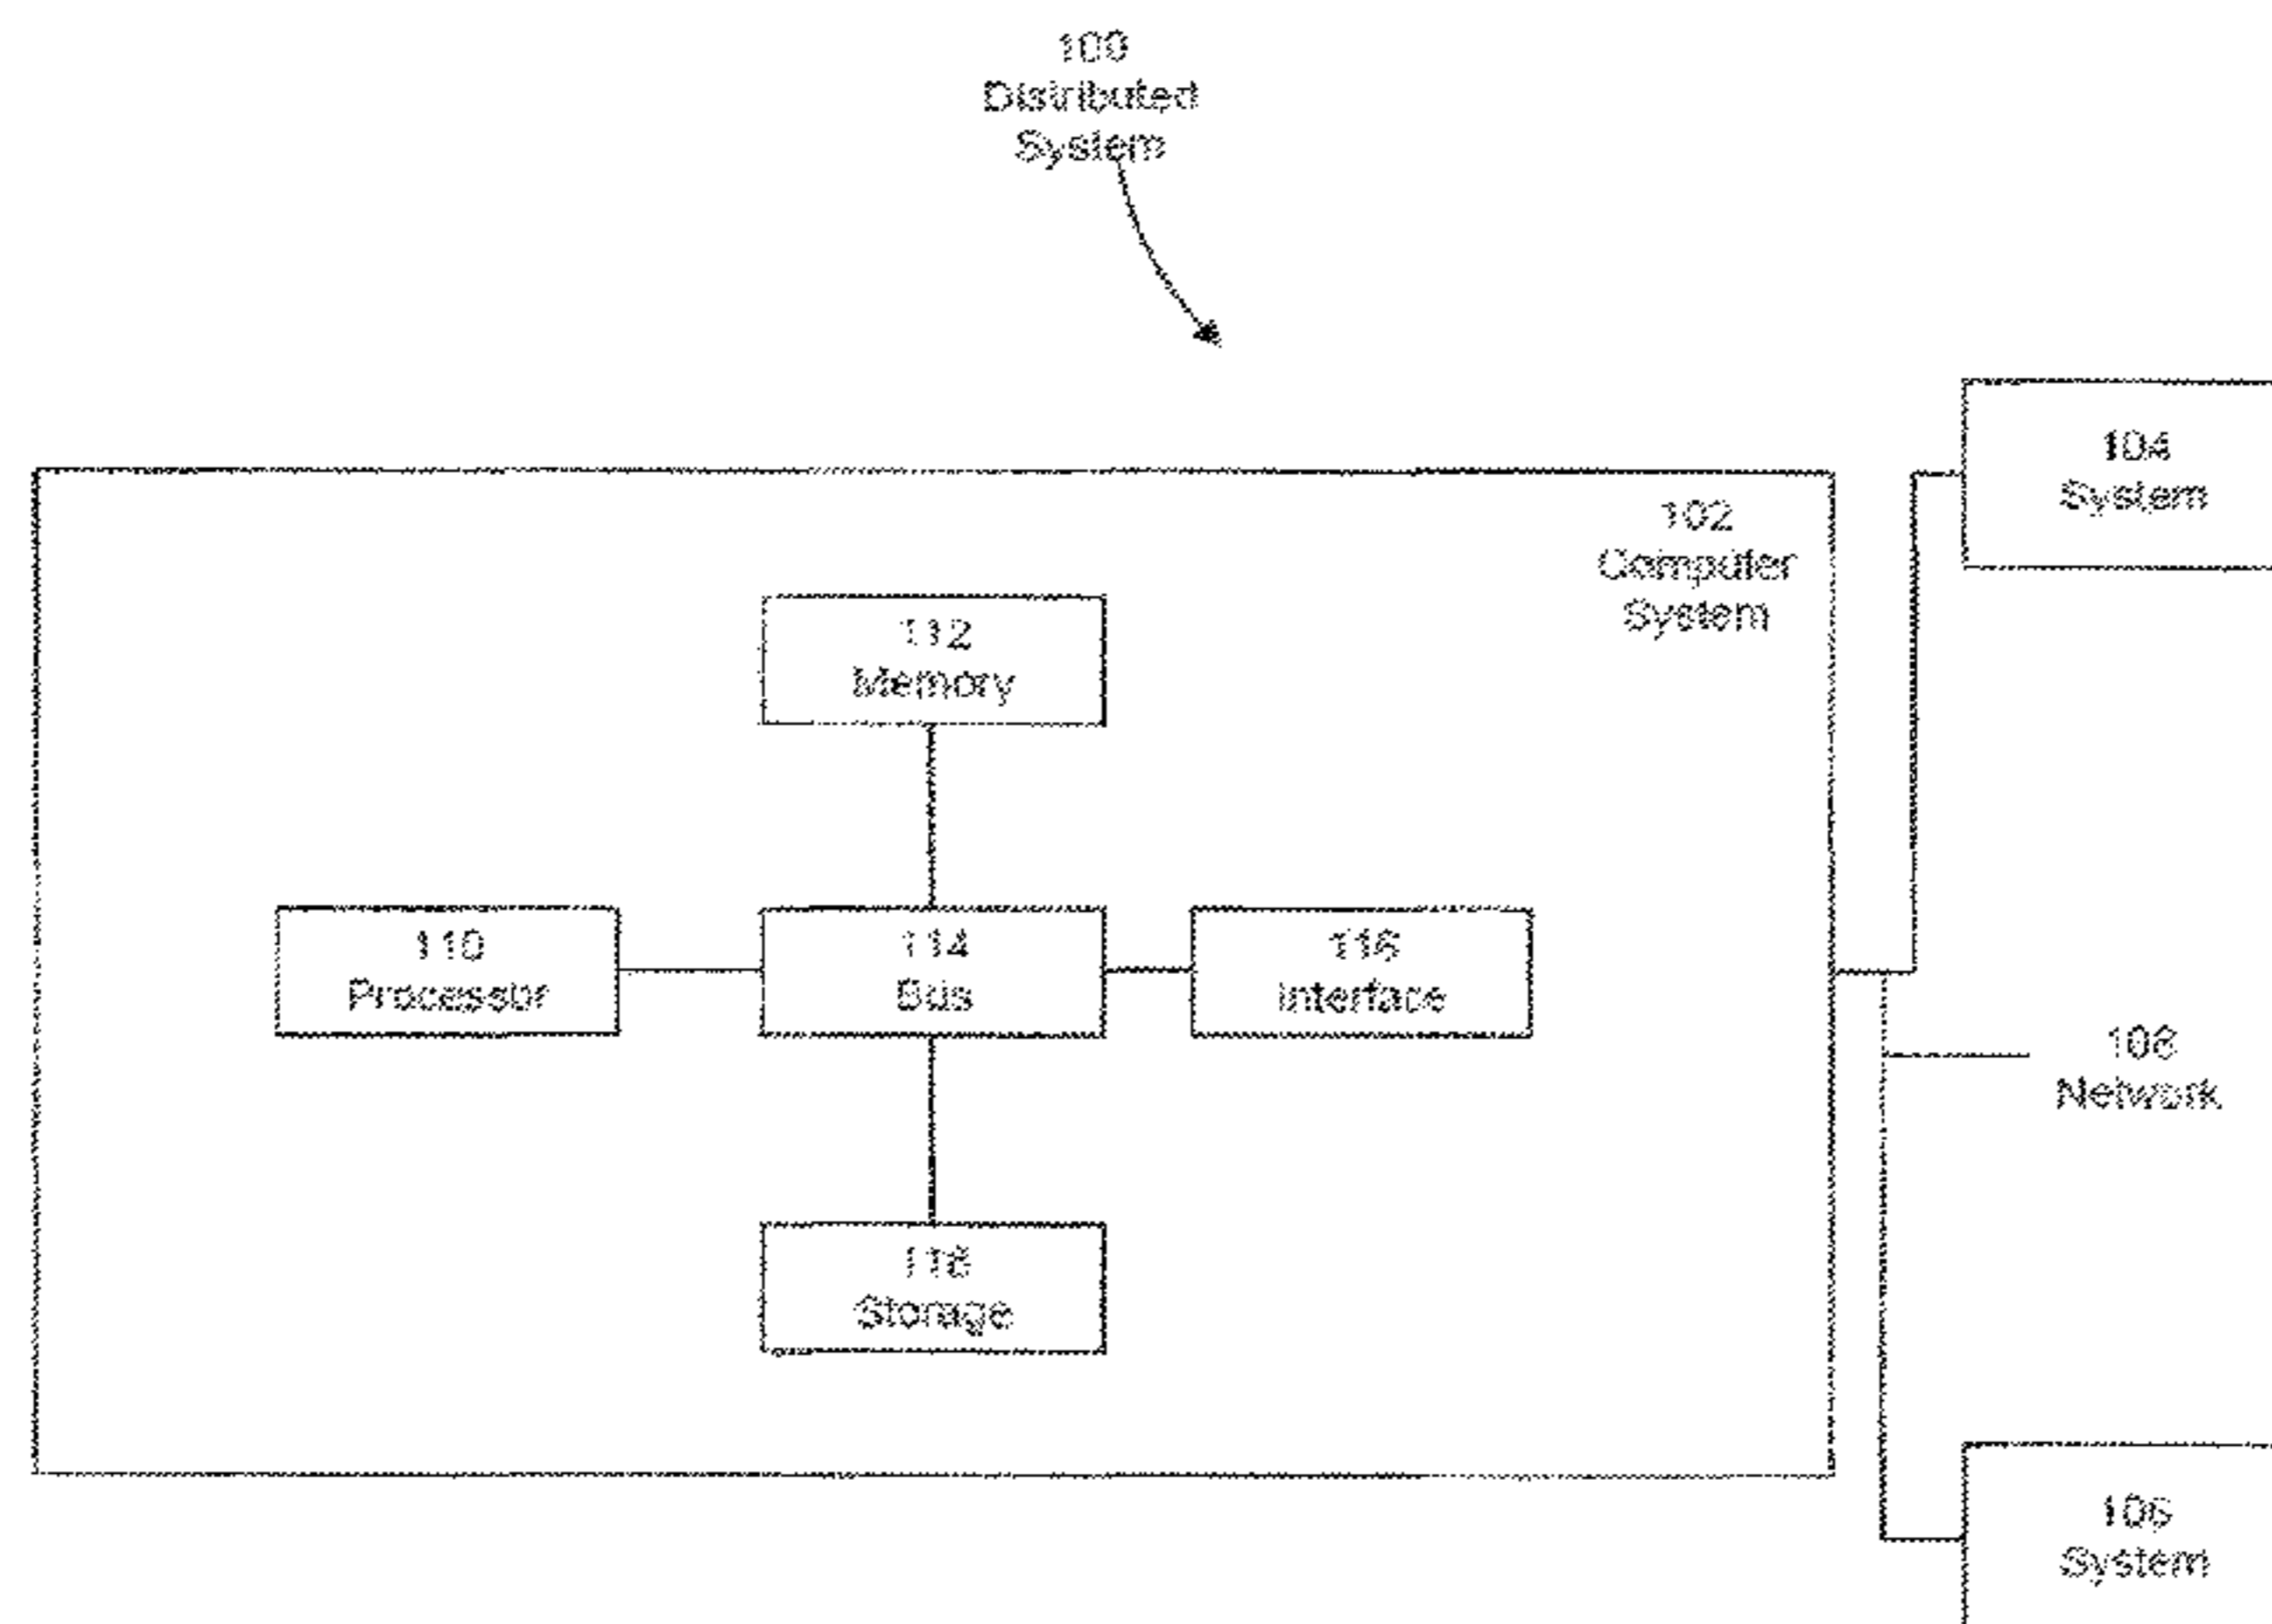 100
Distributed
System
104
System
102
Computer
System
112
Memory
110
Processor
114
Bus
116
Interface
108
Network
118
Storage
106
System